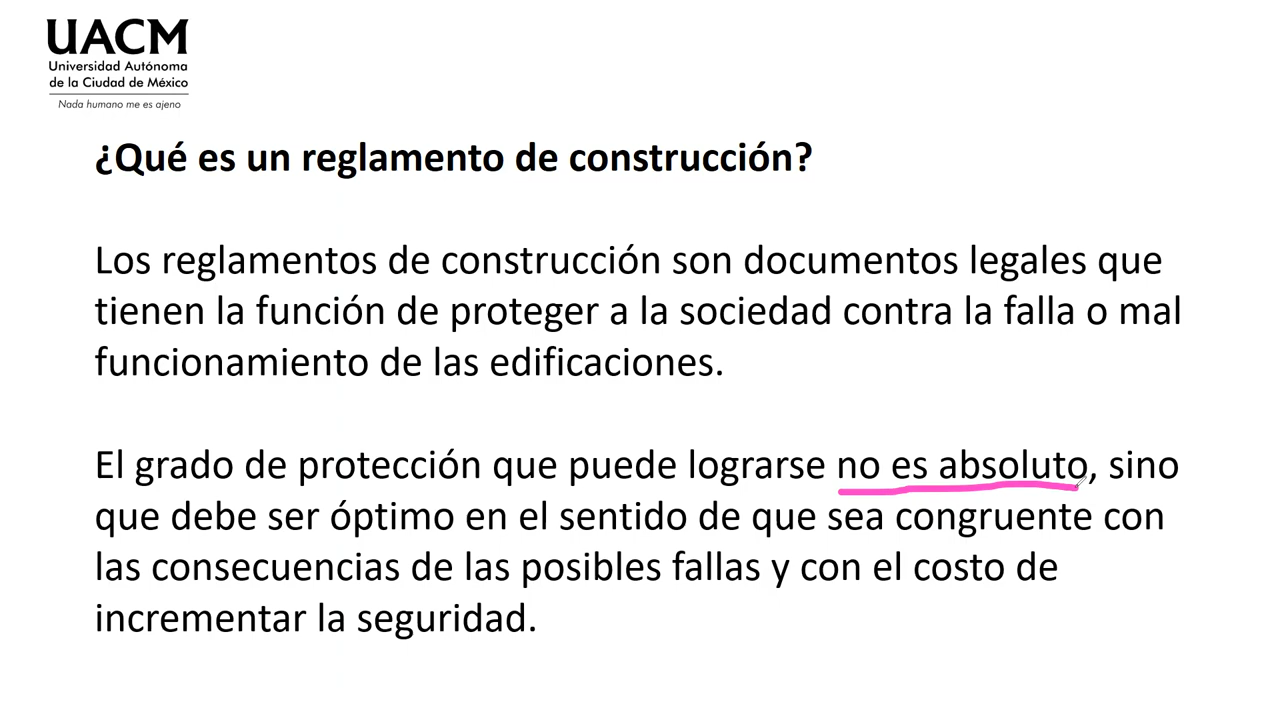 UACM
Universidad Autónoma
de la Ciudad de México
Nada humano me es ajeno
¿Qué es un reglamento de construcción?
Los reglamentos de construcción son documentos legales que
tienen la función de proteger a la sociedad contra la falla o mal
funcionamiento de las edificaciones.
El grado de protección que puede lograrse no es absoluto, sino
que debe ser óptimo en el sentido de que sea congruente con
las consecuencias de las posibles fallas y con el costo de
incrementar la seguridad.